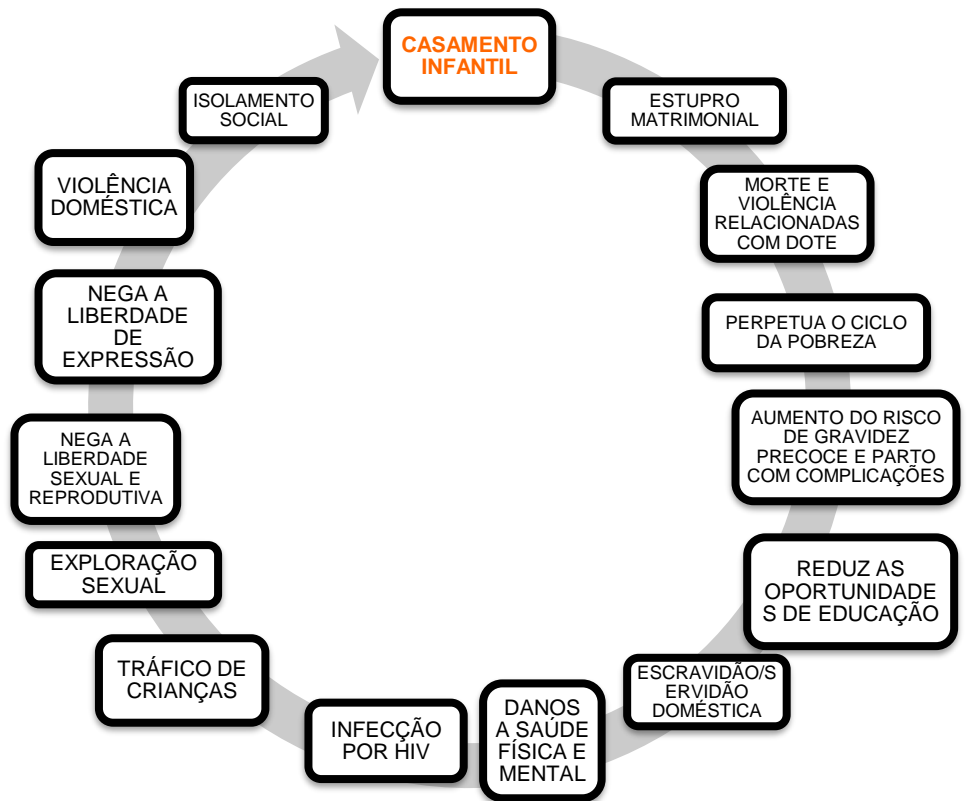 CASAMENTO
INFANTIL
ESTUPRO
MATRIMONIAL
MORTE E
VIOLÊNCIA
RELACIONADAS
COM DOTE
PERPETUA O CICLO
DA POBREZA
AUMENTO DO RISCO
DE GRAVIDEZ
PRECOCE E PARTO
COM COMPLICAÇÕES
REDUZ AS
OPORTUNIDADE
S DE EDUCAÇÃO
ESCRAVIDÃO/S
ERVIDÃO
DOMÉSTICA
DANOS
A SAÚDE
FÍSICA E
MENTAL
INFECÇÃO
POR HIV
TRÁFICO DE
CRIANÇAS
EXPLORAÇÃO
SEXUAL
NEGA A
LIBERDADE
SEXUAL E
REPRODUTIVA
NEGA A
LIBERDADE
DE
EXPRESSÃO
VIOLÊNCIA
DOMÉSTICA
ISOLAMENTO
SOCIAL